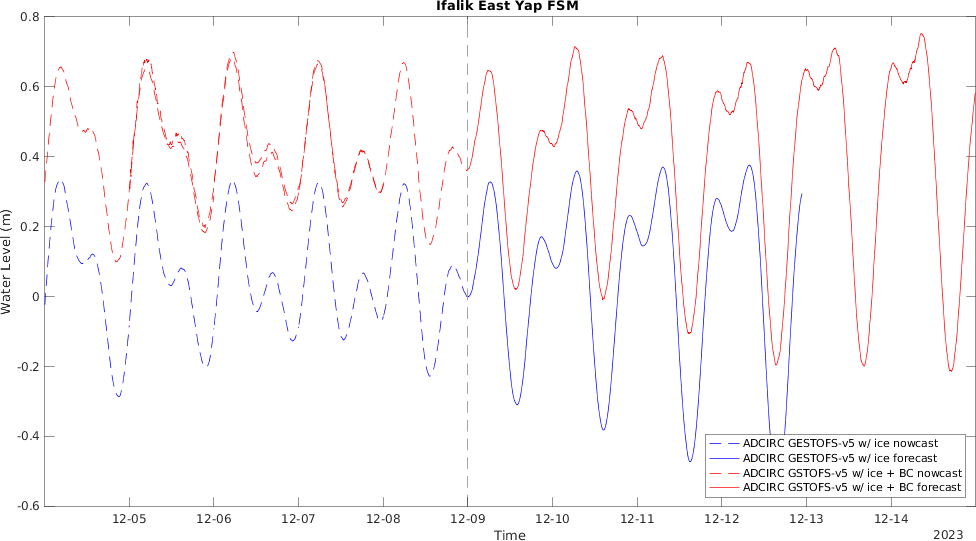 Ifalik East Yap FSM
0.8
0.6
0.4
0.2
0
-0.2
-0.4
-0.6
Water Level (m)
ADCIRC GESTOFS-v5 w/ ice nowcast
ADCIRC GESTOFS-v5 w/ ice forecast
ADCIRC GSTOFS-v5 w/ ice + BC nowcast
ADCIRC GSTOFS-v5 w/ ice + BC forecast
12-05 12-06 12-07 12-08 12-09 12-10 12-11 12-12 12-13 12-14
Time
2023